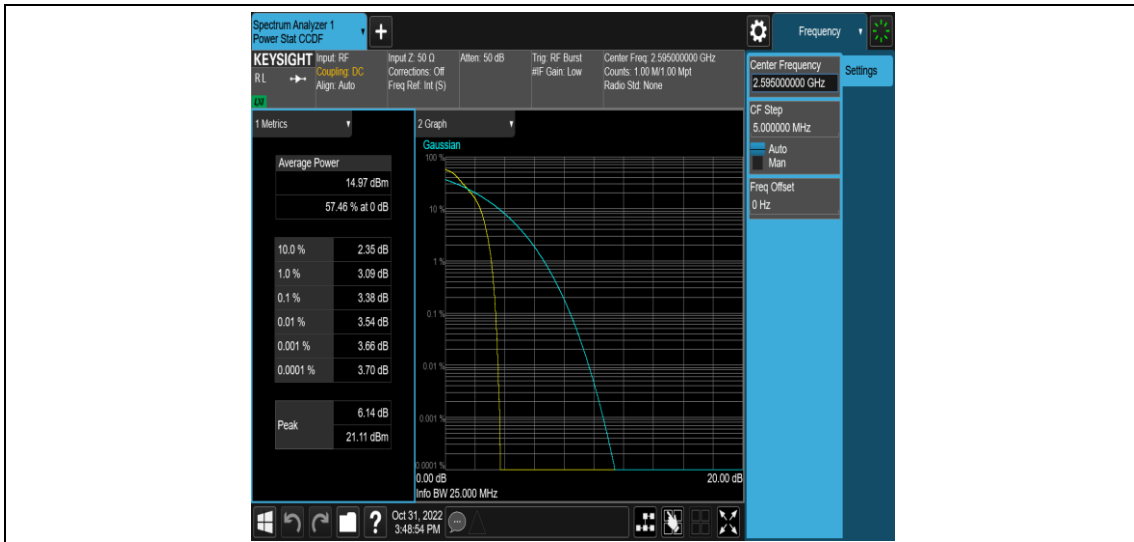 Spectrum Analyzer 1
Power Stat CCDF
+
Frequency
KEYSIGHT
RL
LXI
Input: RF
Coupling: DC
Align: Auto
Input Z: 50 Ω
Corrections: Off
Freq Ref: Int (S)
Atten: 50 dB
Trig: RF Burst
#IF Gain: Low
Center Freq: 2.595000000 GHz
Counts: 1.00 M/1.00 Mpt
Radio Std: None
Center Frequency
2.595000000 GHz
Settings
CF Step
5.000000 MHz
Auto
Man
Freq Offset
0 Hz
1 Metrics
Average Power
14.97 dBm
57.46 % at 0 dB
10.0 % 2.35 dB
1.0 % 3.09 dB
0.1 % 3.38 dB
0.01 % 3.54 dB
0.001 % 3.66 dB
0.0001 % 3.70 dB
Peak
6.14 dB
21.11 dBm
2 Graph
Gaussian
100 %
10 %
1 %
0.1 %
0.01 %
0.001 %
0.0001 %
0.00 dB 20.00 dB
Info BW 25.000 MHz
?
Oct 31, 2022
3:48:54 PM